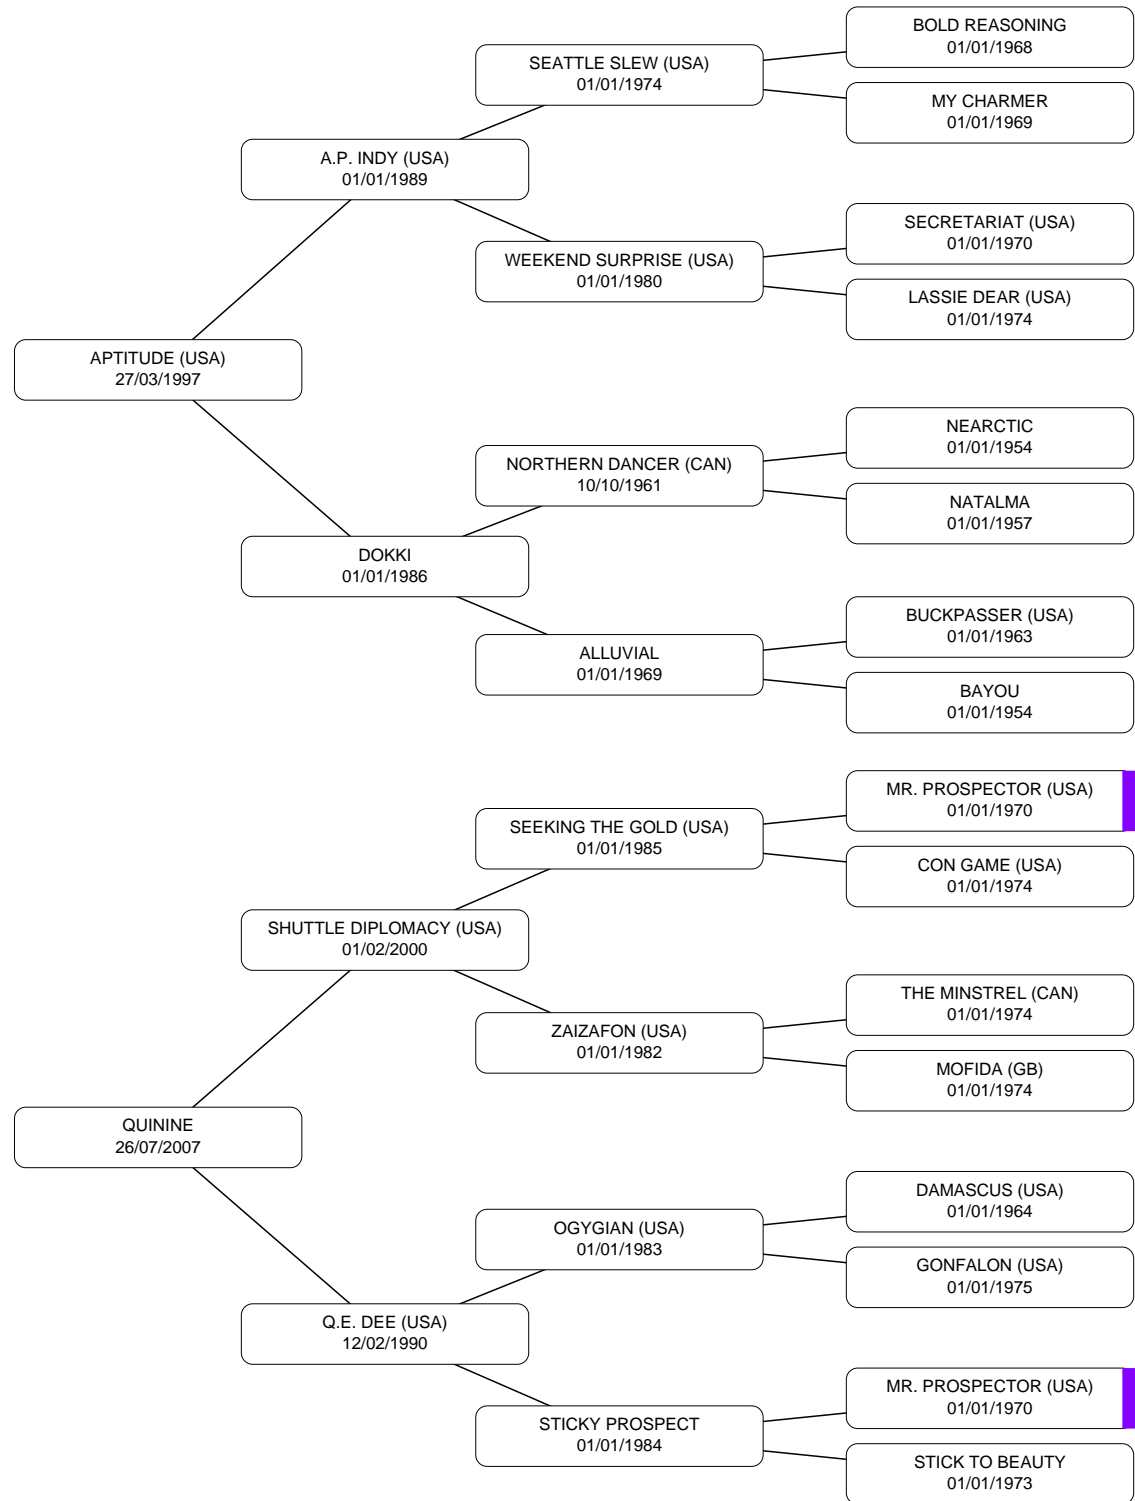 BOLD REASONING
01/01/1968
SEATTLE SLEW (USA)
01/01/1974
MY CHARMER
01/01/1969
A.P. INDY (USA)
01/01/1989
SECRETARIAT (USA)
01/01/1970
WEEKEND SURPRISE (USA)
01/01/1980
LASSIE DEAR (USA)
01/01/1974
APTITUDE (USA)
27/03/1997
NEARCTIC
01/01/1954
NORTHERN DANCER (CAN)
10/10/1961
NATALMA
01/01/1957
DOKKI
01/01/1986
BUCKPASSER (USA)
01/01/1963
ALLUVIAL
01/01/1969
BAYOU
01/01/1954
MR. PROSPECTOR (USA)
01/01/1970
SEEKING THE GOLD (USA)
01/01/1985
CON GAME (USA)
01/01/1974
SHUTTLE DIPLOMACY (USA)
01/02/2000
THE MINSTREL (CAN)
01/01/1974
ZAIZAFON (USA)
01/01/1982
MOFIDA (GB)
01/01/1974
QUININE
26/07/2007
DAMASCUS (USA)
01/01/1964
OGYGIAN (USA)
01/01/1983
GONFALON (USA)
01/01/1975
Q.E. DEE (USA)
12/02/1990
MR. PROSPECTOR (USA)
01/01/1970
STICKY PROSPECT
01/01/1984
STICK TO BEAUTY
01/01/1973